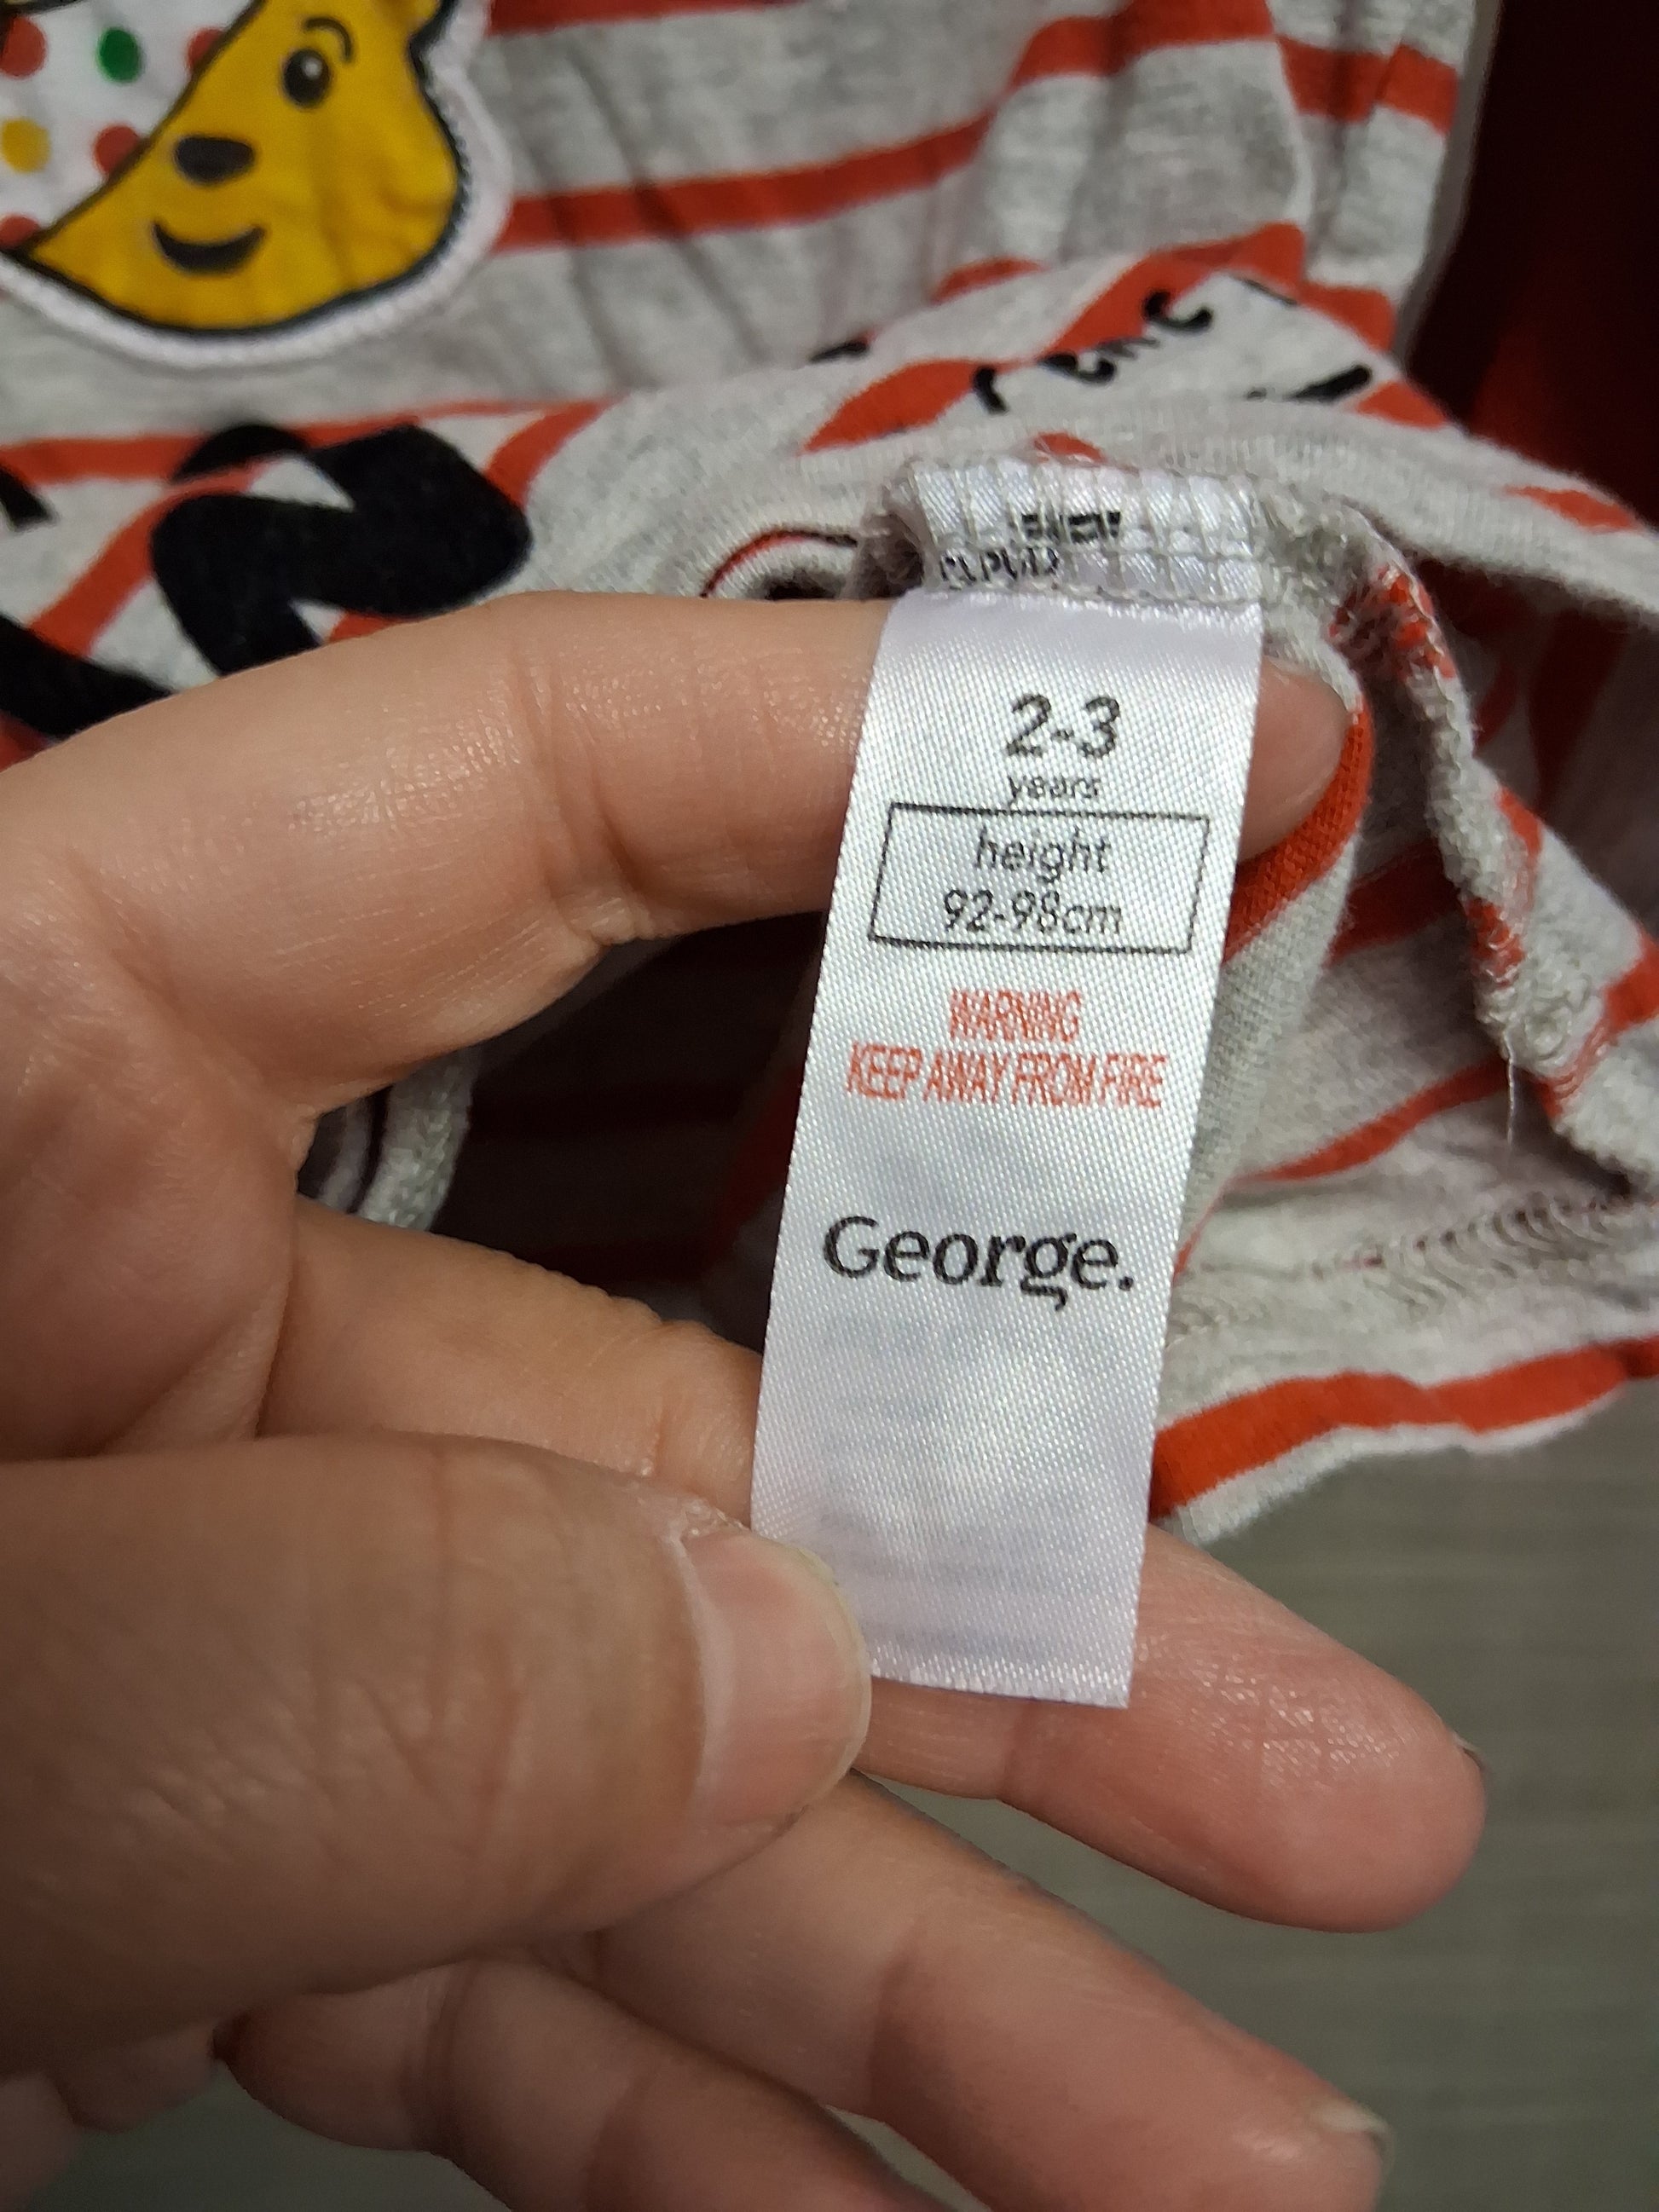 2-3
years
height
92-98cm
WARNING
KEEP AWAY FROM FIRE
George.